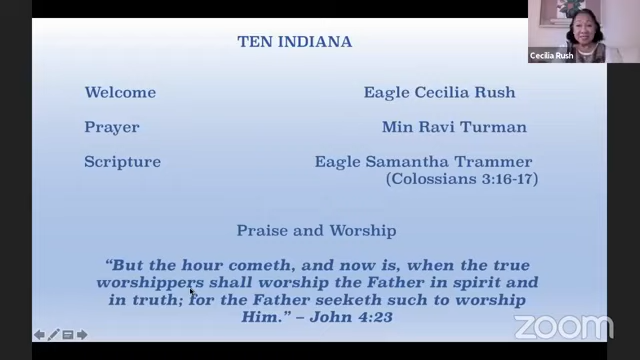 TEN INDIANA
Cecilia Rush
Welcome Eagle Cecilia Rush
Prayer Min Ravi Turman
Scripture Eagle Samantha Trammer
(Colossians 3:16-17)
Praise and Worship
“But the hour cometh, and now is, when the true
worshippers shall worship the Father in spirit and
in truth; for the Father seeketh such to worship
Him.” – John 4:23
zoom